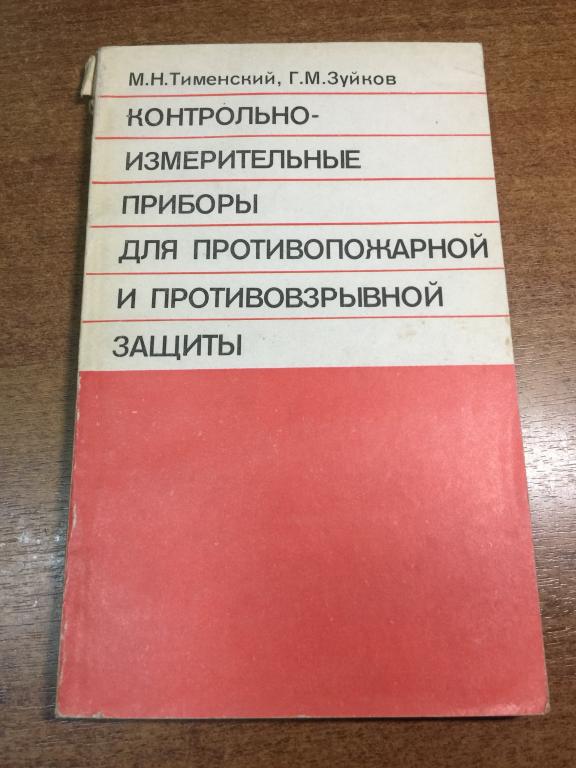 М.Н.Тименский, Г.М.Зуйков
КОНТРОЛЬНО-
ИЗМЕРИТЕЛЬНЫЕ
ПРИБОРЫ
ДЛЯ ПРОТИВОПОЖАРНОЙ
И ПРОТИВОВЗРЫВНОЙ
ЗАЩИТЫ